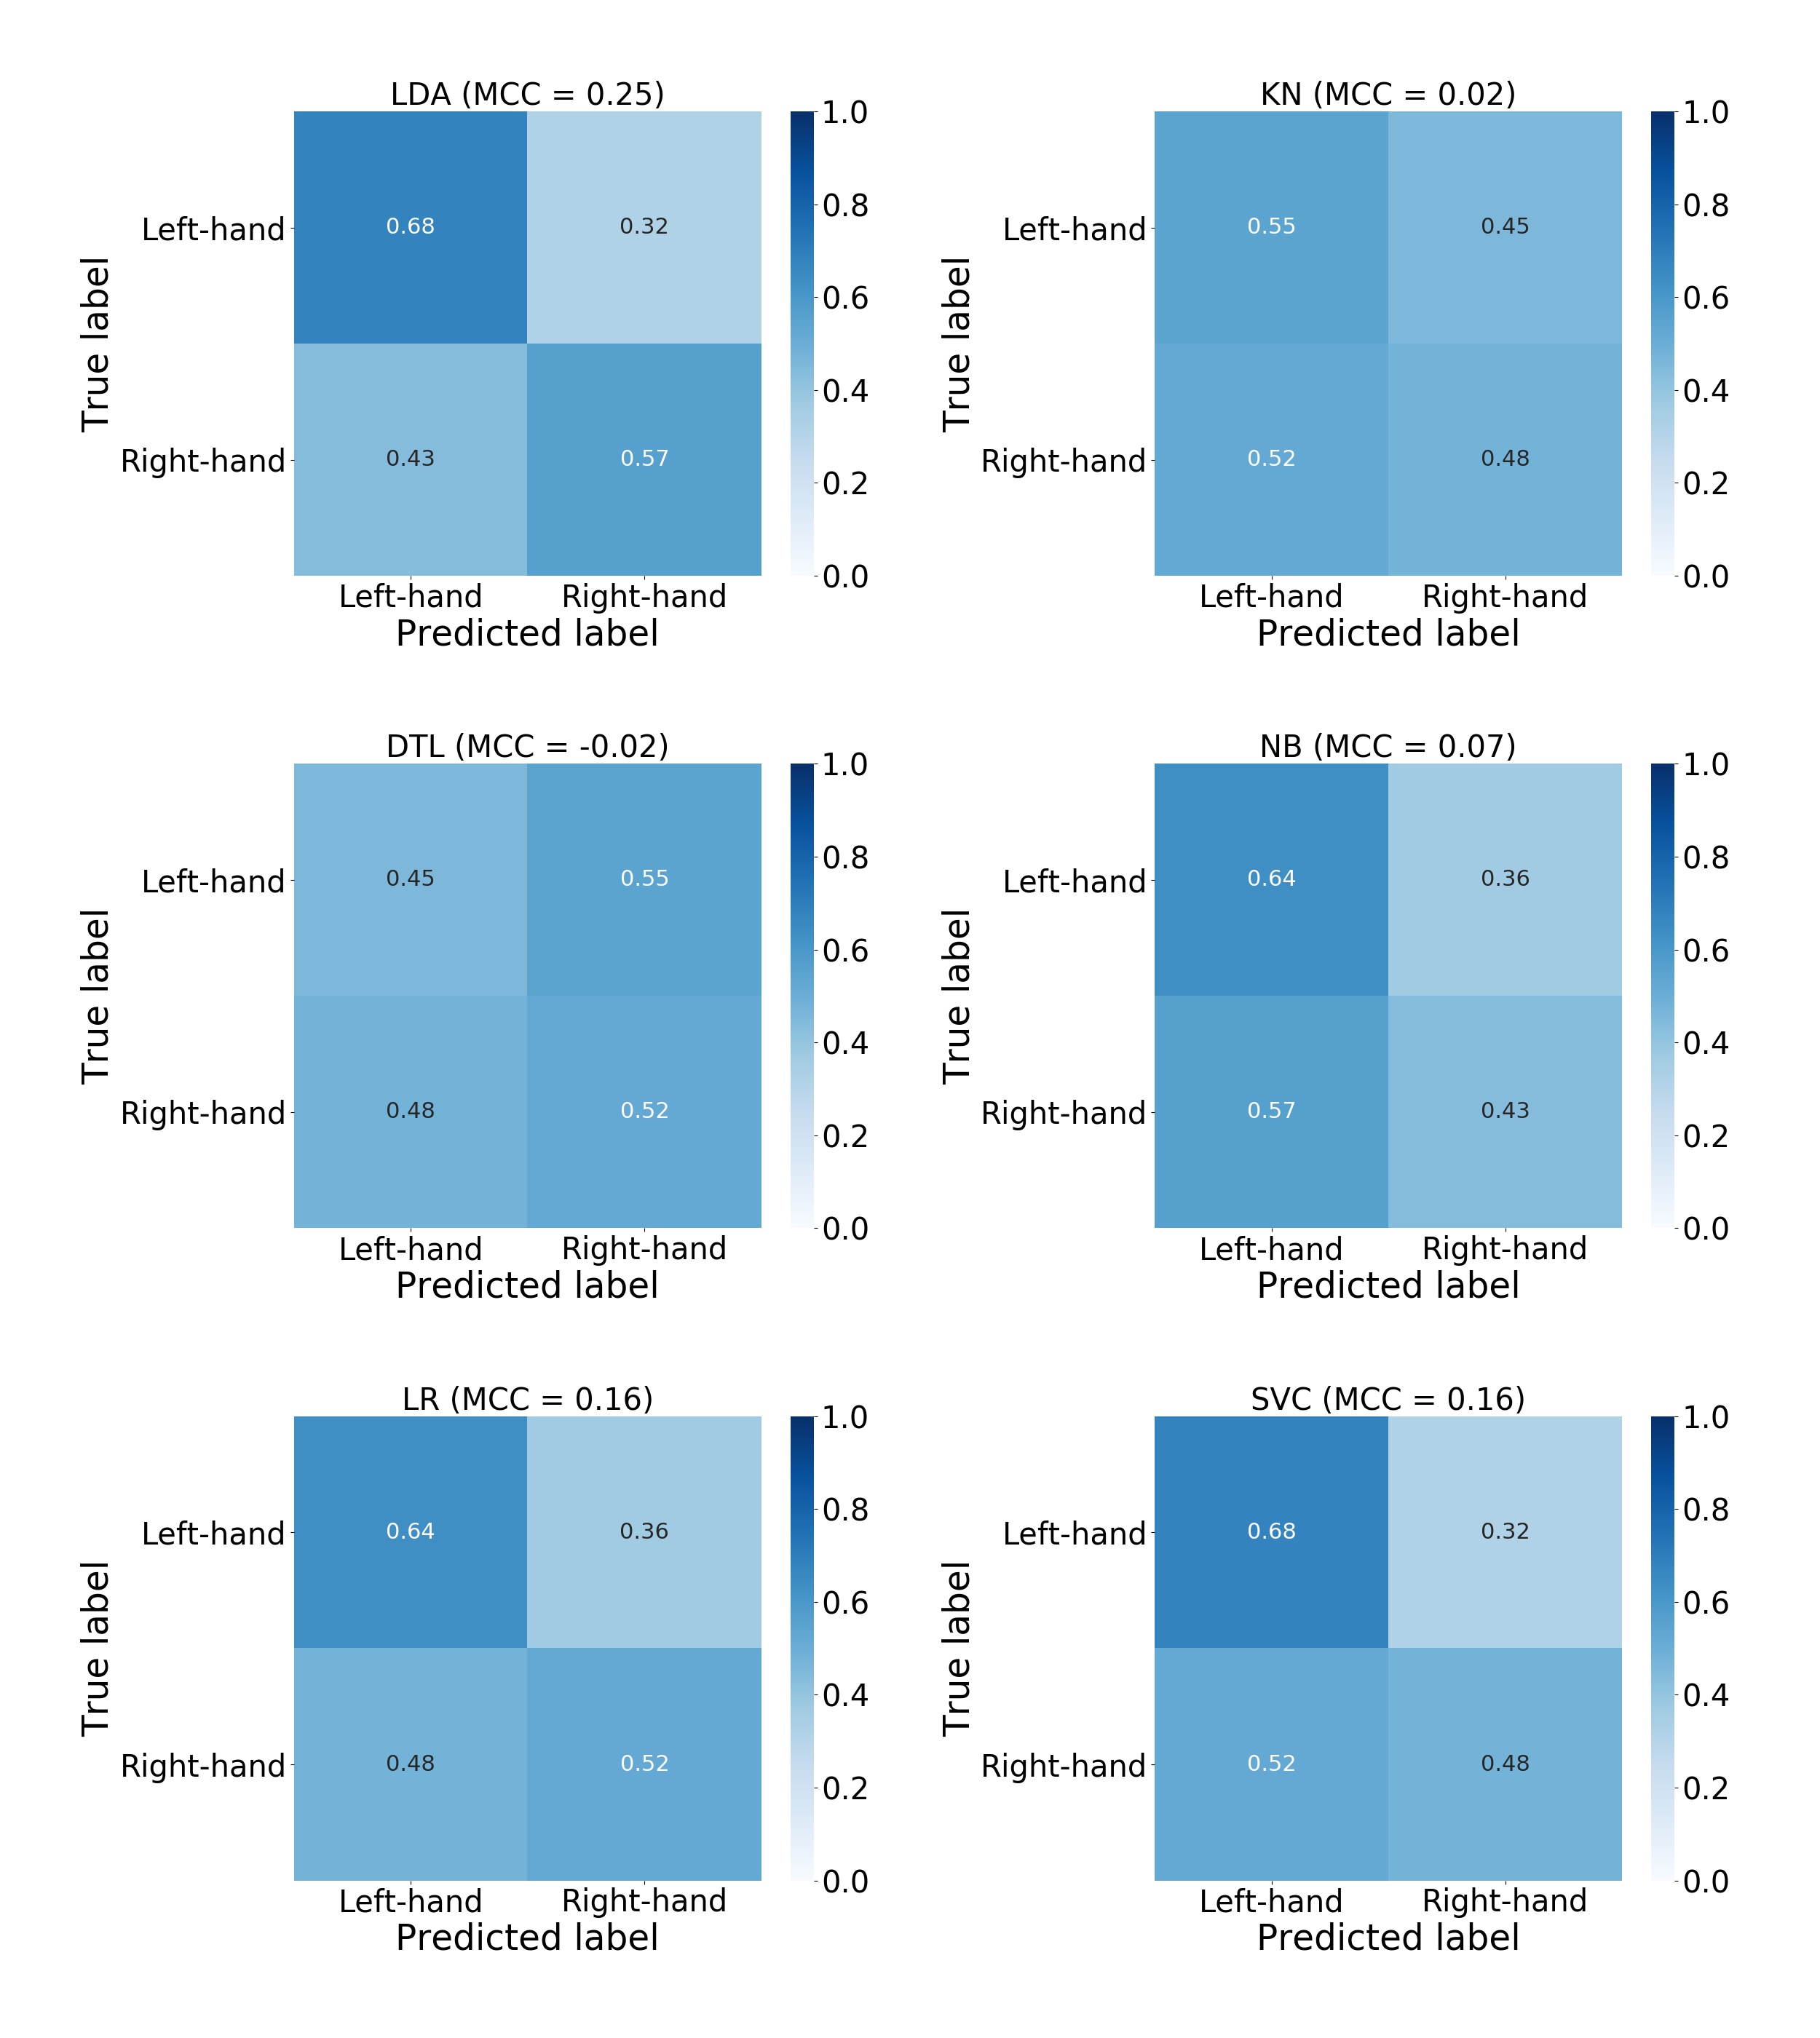 LDA (MCC = 0.25)
True label
Left-hand
Right-hand
0.68 0.32
0.43 0.57
Left-hand Right-hand
Predicted label
1.0
0.8
0.6
0.4
0.2
0.0
KN (MCC = 0.02)
True label
Left-hand
Right-hand
0.55 0.45
0.52 0.48
Left-hand Right-hand
Predicted label
1.0
0.8
0.6
0.4
0.2
0.0
DTL (MCC = -0.02)
True label
Left-hand
Right-hand
0.45 0.55
0.48 0.52
Left-hand Right-hand
Predicted label
1.0
0.8
0.6
0.4
0.2
0.0
NB (MCC = 0.07)
True label
Left-hand
Right-hand
0.64 0.36
0.57 0.43
Left-hand Right-hand
Predicted label
1.0
0.8
0.6
0.4
0.2
0.0
LR (MCC = 0.16)
True label
Left-hand
Right-hand
0.64 0.36
0.48 0.52
Left-hand Right-hand
Predicted label
1.0
0.8
0.6
0.4
0.2
0.0
SVC (MCC = 0.16)
True label
Left-hand
Right-hand
0.68 0.32
0.52 0.48
Left-hand Right-hand
Predicted label
1.0
0.8
0.6
0.4
0.2
0.0